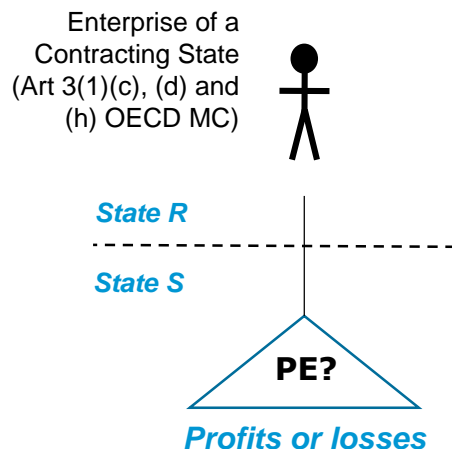 Enterprise of a
Contracting State
(Art 3(1)(c), (d) and
(h) OECD MC)
State R
State S
PE?
Profits or losses